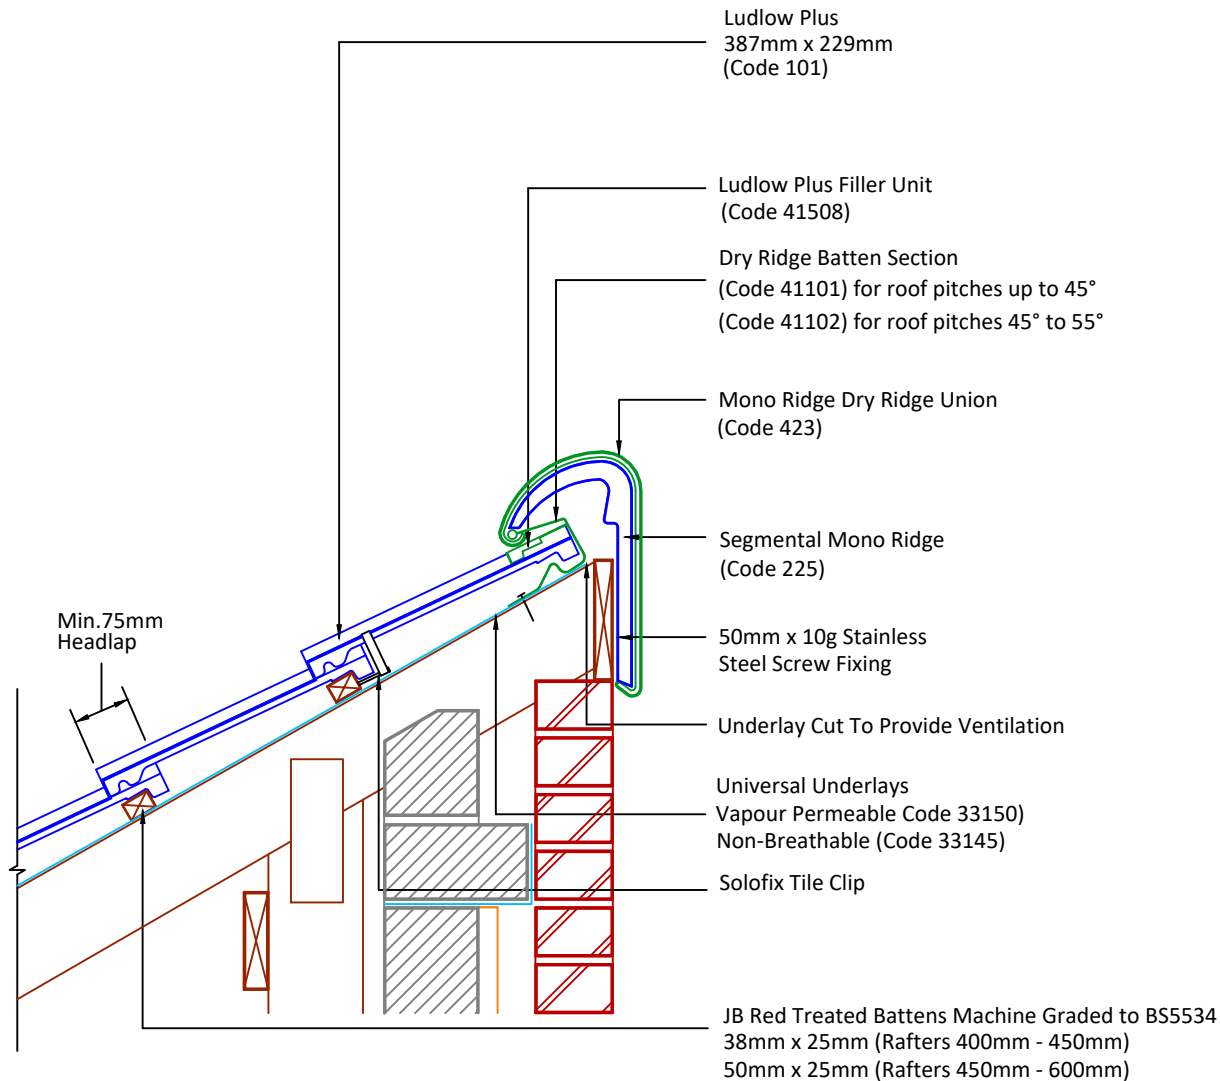 Ludlow Plus
387mm x 229mm
(Code 101)
Ludlow Plus Filler Unit
(Code 41508)
Dry Ridge Batten Section
(Code 41101) for roof pitches up to 45°
(Code 41102) for roof pitches 45° to 55°
Mono Ridge Dry Ridge Union
(Code 423)
Segmental Mono Ridge
(Code 225)
Min.75mm
Headlap
50mm x 10g Stainless
Steel Screw Fixing
Underlay Cut To Provide Ventilation
Universal Underlays
Vapour Permeable Code 33150)
Non-Breathable (Code 33145)
Solofix Tile Clip
JB Red Treated Battens Machine Graded to BS5534
38mm x 25mm (Rafters 400mm - 450mm)
50mm x 25mm (Rafters 450mm - 600mm)